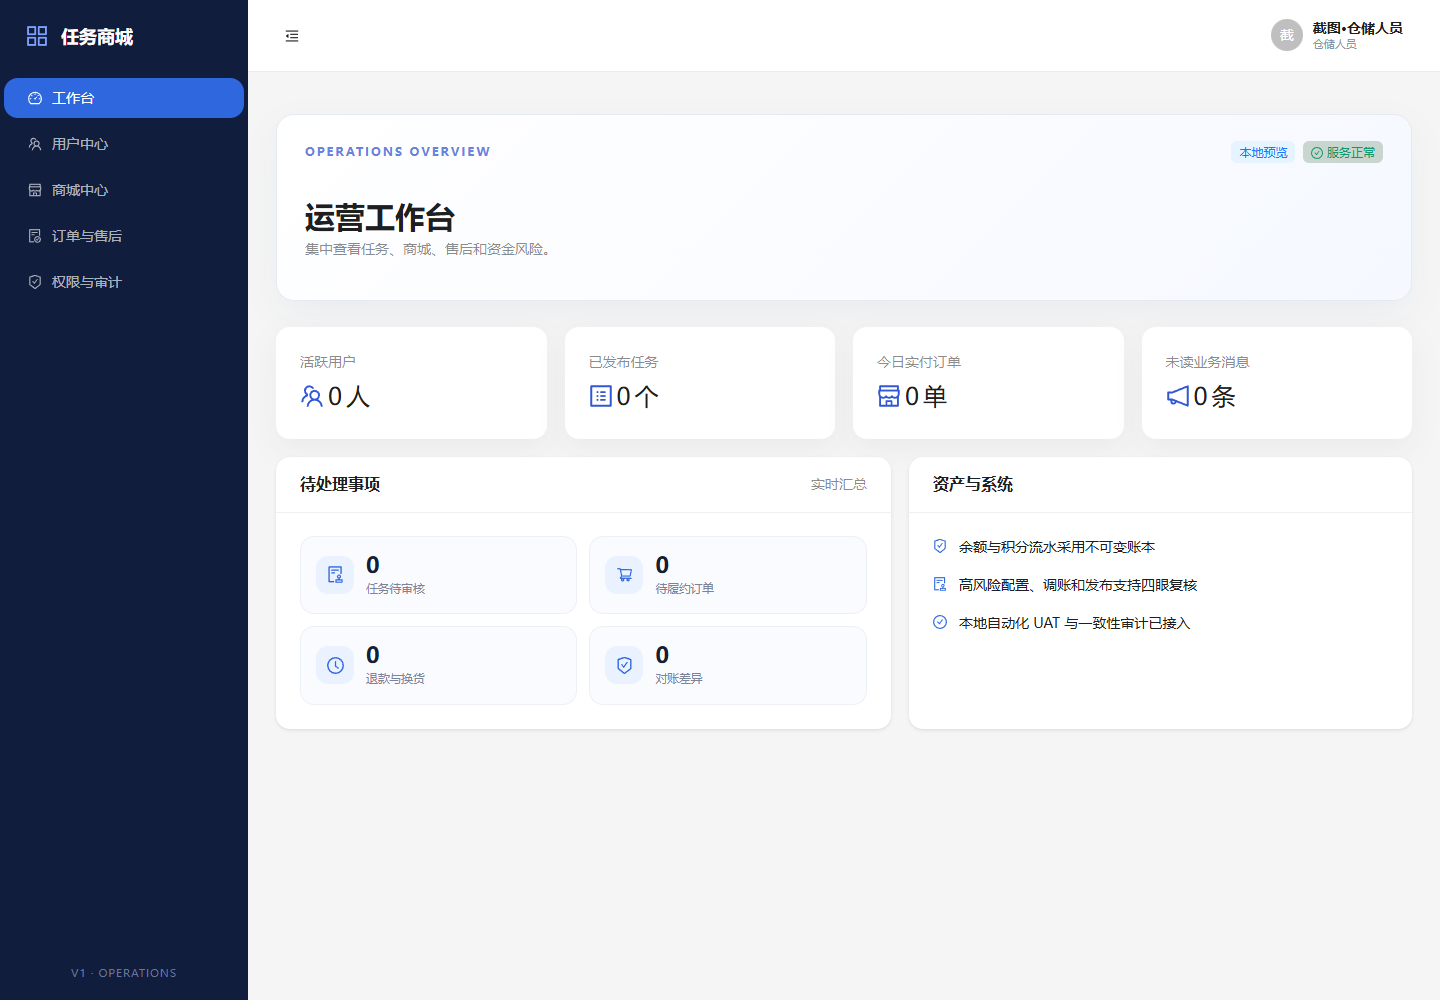 任务商城
截
截图•仓储人员
仓储人员
工作台
用户中心
商城中心
订单与售后
权限与审计
OPERATIONS OVERVIEW
本地预览
服务正常
运营工作台
集中查看任务、商城、售后和资金风险。
活跃用户
0 人
已发布任务
0 个
今日实付订单
0 单
未读业务消息
0 条
待处理事项
实时汇总
0
任务待审核
0
待履约订单
0
退款与换货
0
对账差异
资产与系统
余额与积分流水采用不可变账本
高风险配置、调账和发布支持四眼复核
本地自动化 UAT 与一致性审计已接入
V1 · OPERATIONS